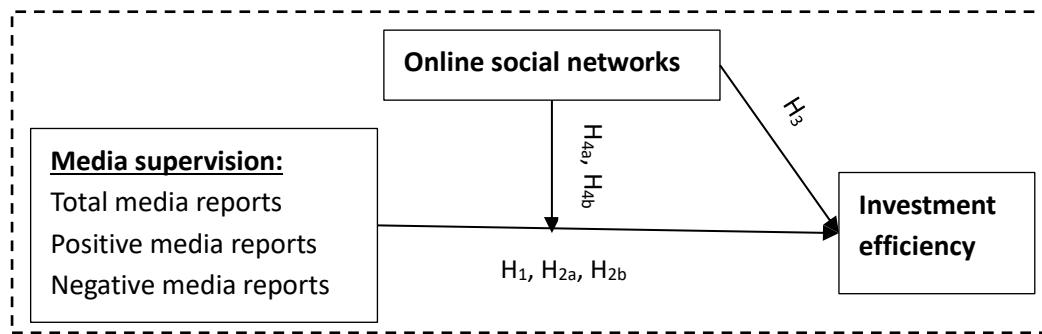 Online social networks
H3
H4a, H4b
Media supervision:
Total media reports
Positive media reports
Negative media reports
Investment
efficiency
H1, H2a, H2b